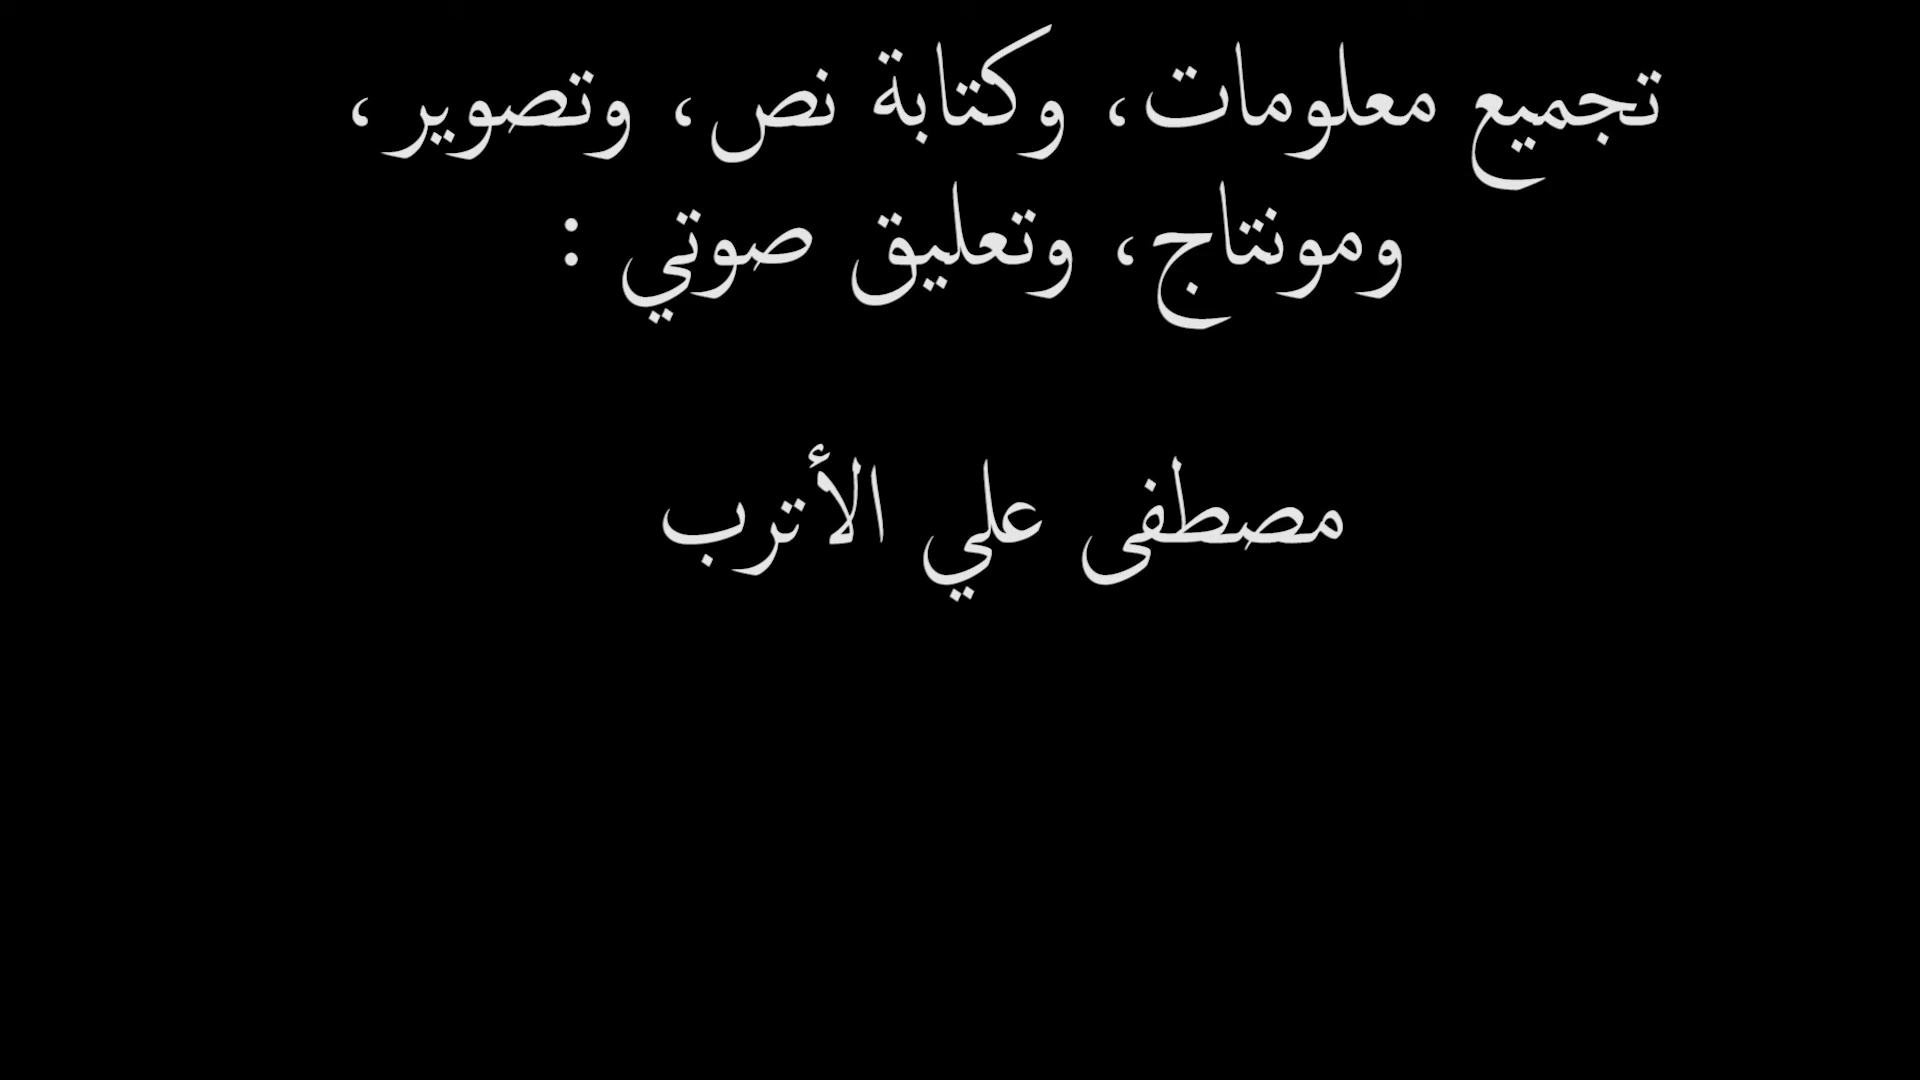 تجميع معلومات، وكتابة نص، وتصوير،
ومونتاج، وتعليق صوتي :
مصطفى علي الأترب